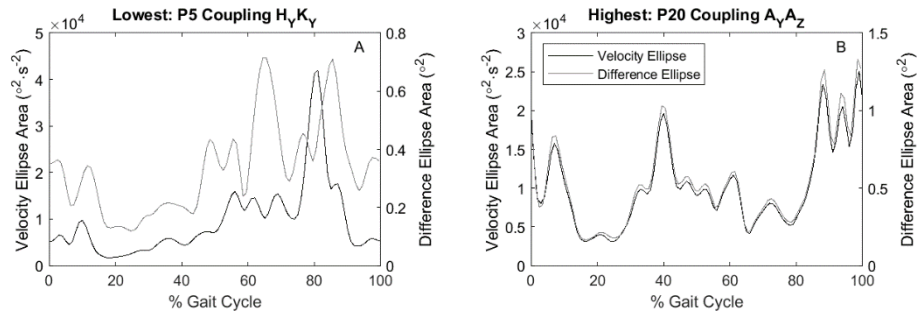 Lowest: P5 Coupling H_Y K_Y
×10⁴
A
Velocity Ellipse Area (°²·s⁻²)
5
4
3
2
1
0
Difference Ellipse Area (°²)
0.8
0.6
0.4
0.2
0
0 20 40 60 80 100
% Gait Cycle
Highest: P20 Coupling A_Y A_Z
×10⁴
Velocity Ellipse
Difference Ellipse
B
Velocity Ellipse Area (°²·s⁻²)
3
2.5
2
1.5
1
0.5
0
Difference Ellipse Area (°²)
1.5
1
0.5
0
0 20 40 60 80 100
% Gait Cycle